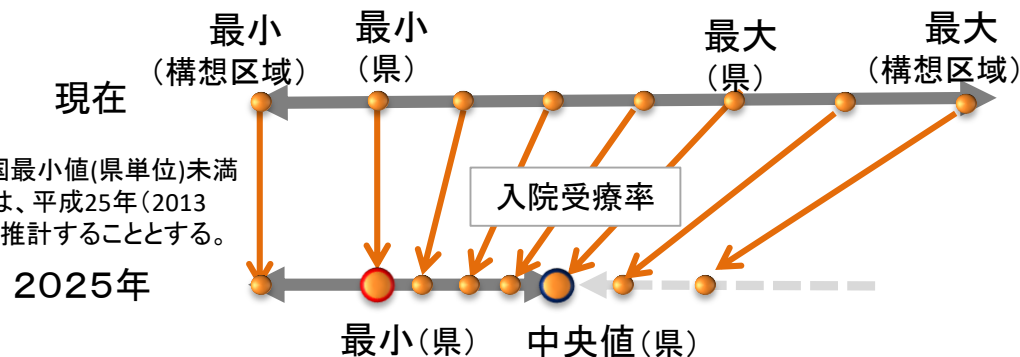 最小
(構想区域)
最小
(県)
最大
(県)
最大
(構想区域)
現在
国最小値(県単位)未満
は、平成25年(2013
推計することとする。
入院受療率
2025年
最小(県)
中央値(県)